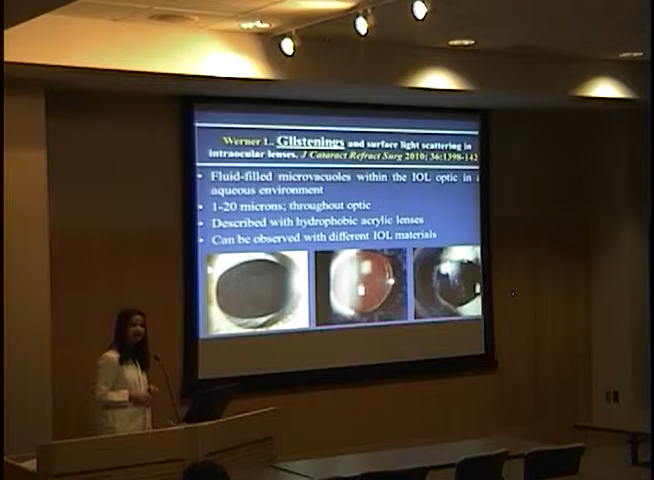 Werner L. Glistenings and surface light scattering in
intraocular lenses. J Cataract Refract Surg 2010; 36:1398-142
• Fluid-filled microvacuoles within the IOL optic in
aqueous environment
• 1-20 microns; throughout optic
• Described with hydrophobic acrylic lenses
• Can be observed with different IOL materials